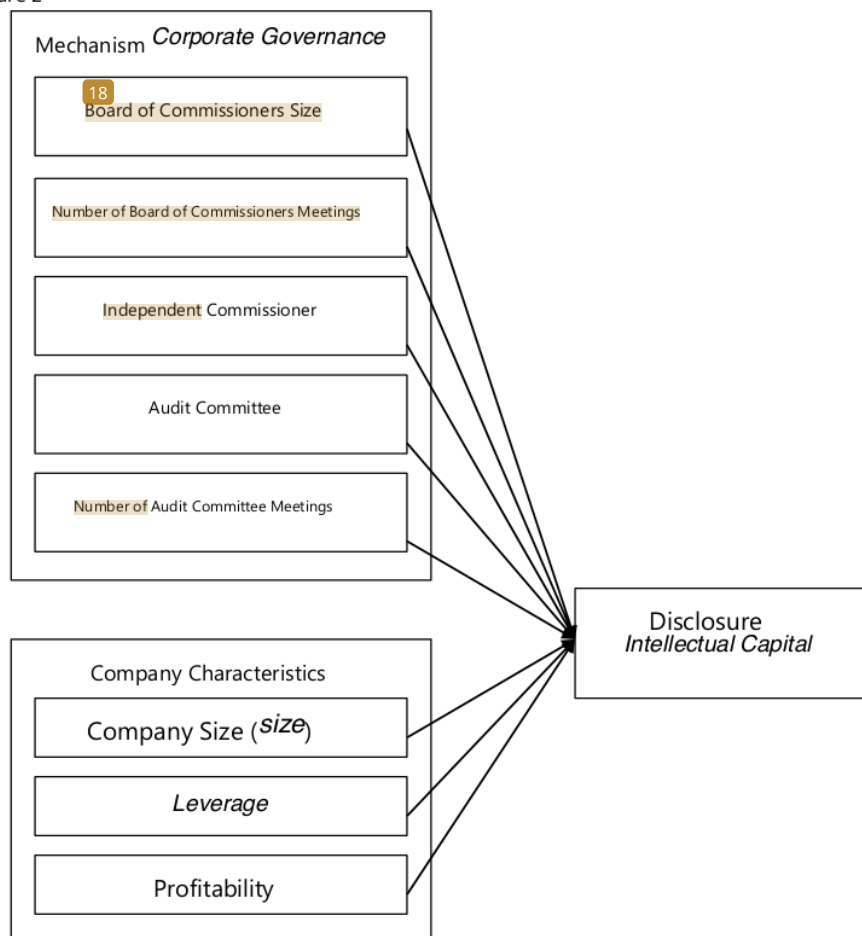 Mechanism Corporate Governance
18
Board of Commissioners Size
Number of Board of Commissioners Meetings
Independent Commissioner
Audit Committee
Number of Audit Committee Meetings
Disclosure
Intellectual Capital
Company Characteristics
Company Size (size)
Leverage
Profitability